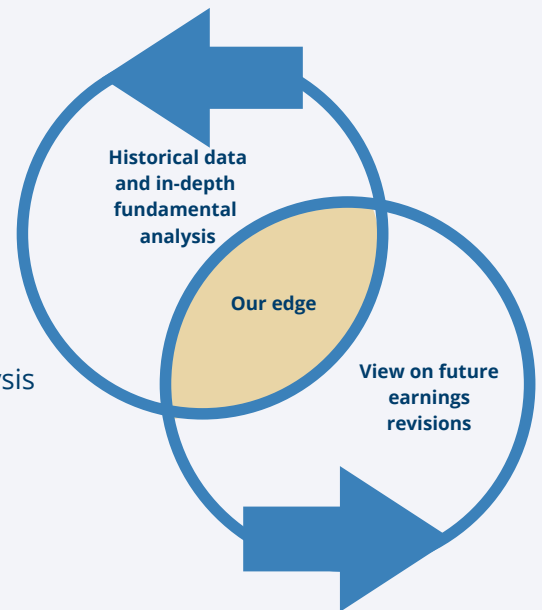 Historical data
and in-depth
fundamental
analysis
Our edge
View on future
earnings
revisions